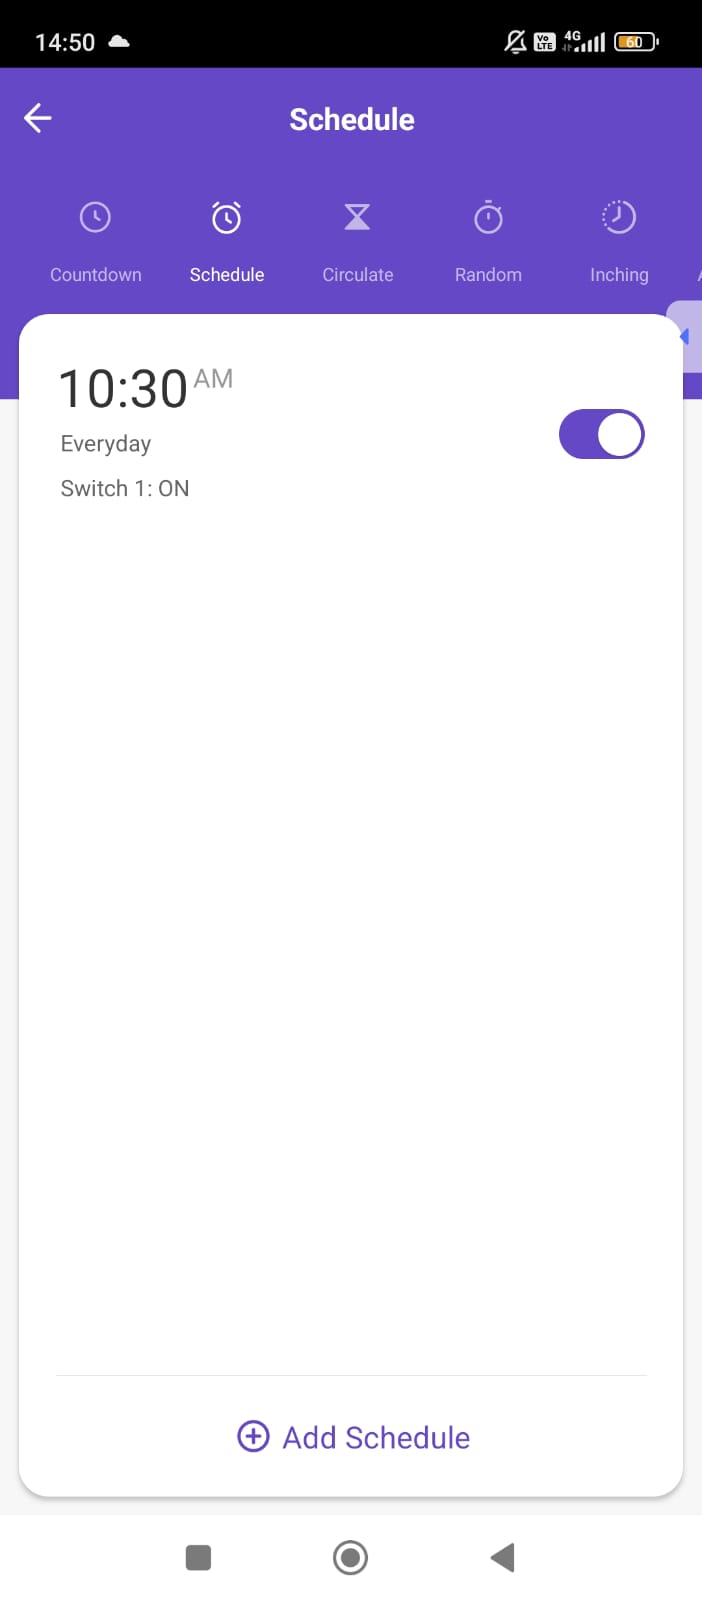 14:50
Vo LTE 4G 60
Schedule
Countdown Schedule Circulate Random Inching
10:30 AM
Everyday
Switch 1: ON
Add Schedule